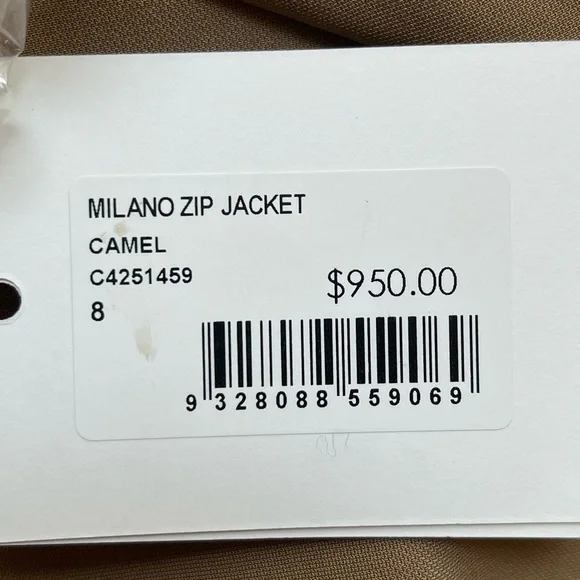 MILANO ZIP JACKET
CAMEL
C4251459
$950.00
8
9 328088 559069